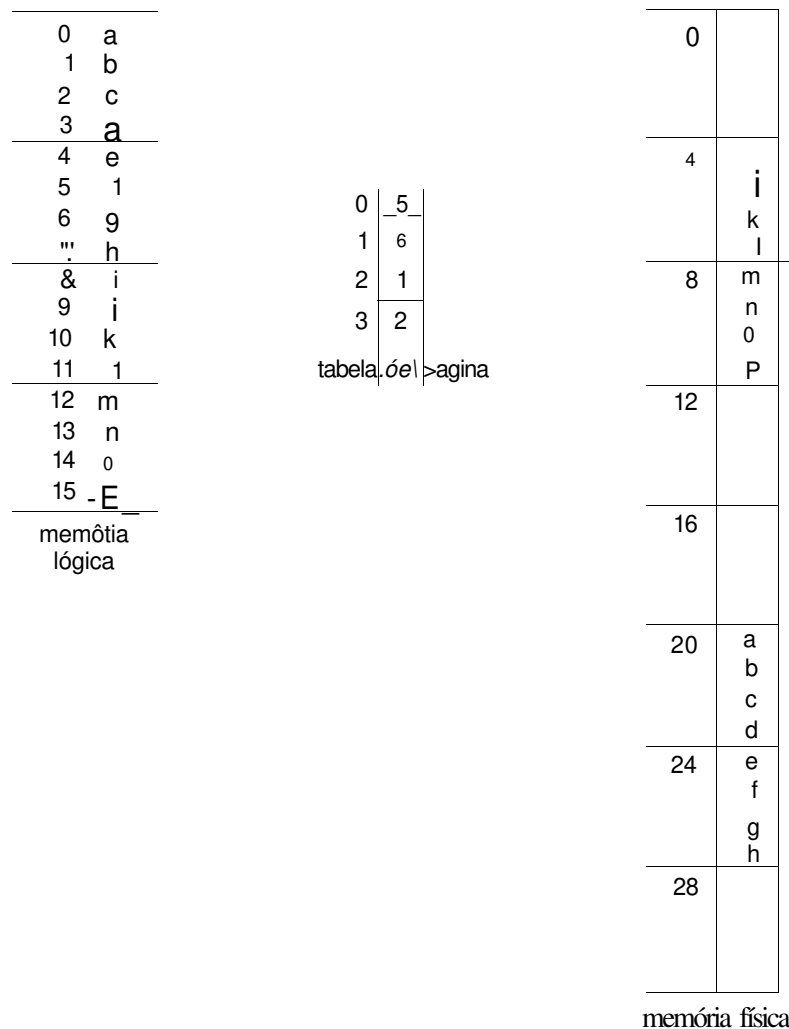 0 a
1 b
2 c
3 a
4 e
5 1
6 9
"'. h
& i
9 i
10 k
11 1
12 m
13 n
14 0
15 -E_
memôtia
lógica
0 _5_
1 6
2 1
3 2
tabela.óe\ >agina
0
4
i
k
l
8 m
n
0
P
12
16
20 a
b
c
d
24 e
f
g
h
28
memória física